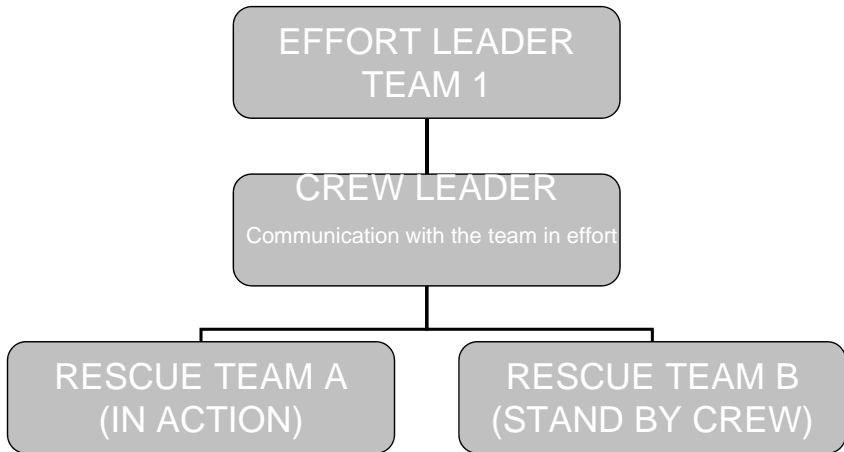 EFFORT LEADER
TEAM 1
CREW LEADER
Communication with the team in effort
RESCUE TEAM A
(IN ACTION)
RESCUE TEAM B
(STAND BY CREW)